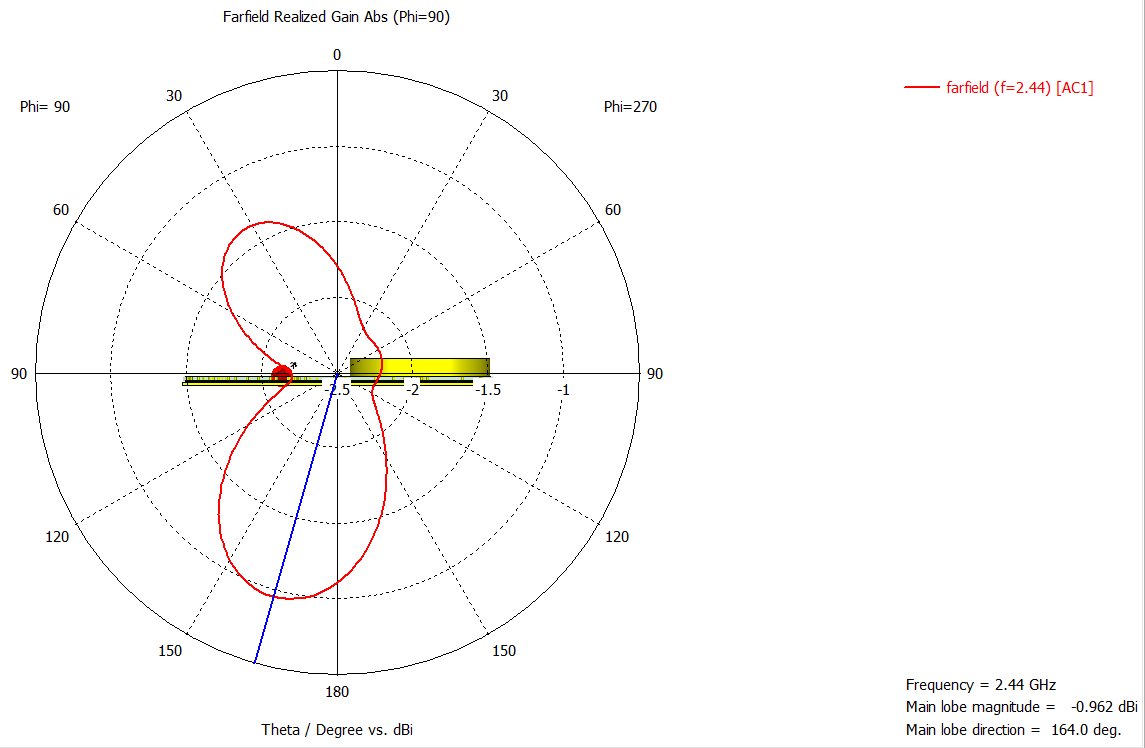 Farfield Realized Gain Abs (Phi=90)
0
30
30
Phi= 90
Phi=270
farfield (f=2.44) [AC1]
60
60
90
90
-2.5
-2
-1.5
-1
120
120
150
150
180
Frequency = 2.44 GHz
Main lobe magnitude = -0.962 dBi
Main lobe direction = 164.0 deg.
Theta / Degree vs. dBi